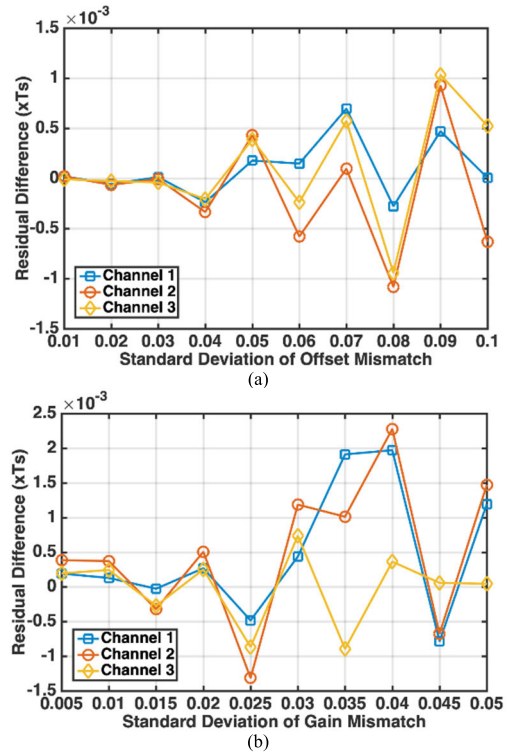 ×10-3
1.5
1
0.5
0
-0.5
-1
-1.5
Residual Difference (xTs)
Channel 1
Channel 2
Channel 3
0.01 0.02 0.03 0.04 0.05 0.06 0.07 0.08 0.09 0.1
Standard Deviation of Offset Mismatch
(a)
×10-3
2.5
2
1.5
1
0.5
0
-0.5
-1
-1.5
Residual Difference (xTs)
Channel 1
Channel 2
Channel 3
0.005 0.01 0.015 0.02 0.025 0.03 0.035 0.04 0.045 0.05
Standard Deviation of Gain Mismatch
(b)